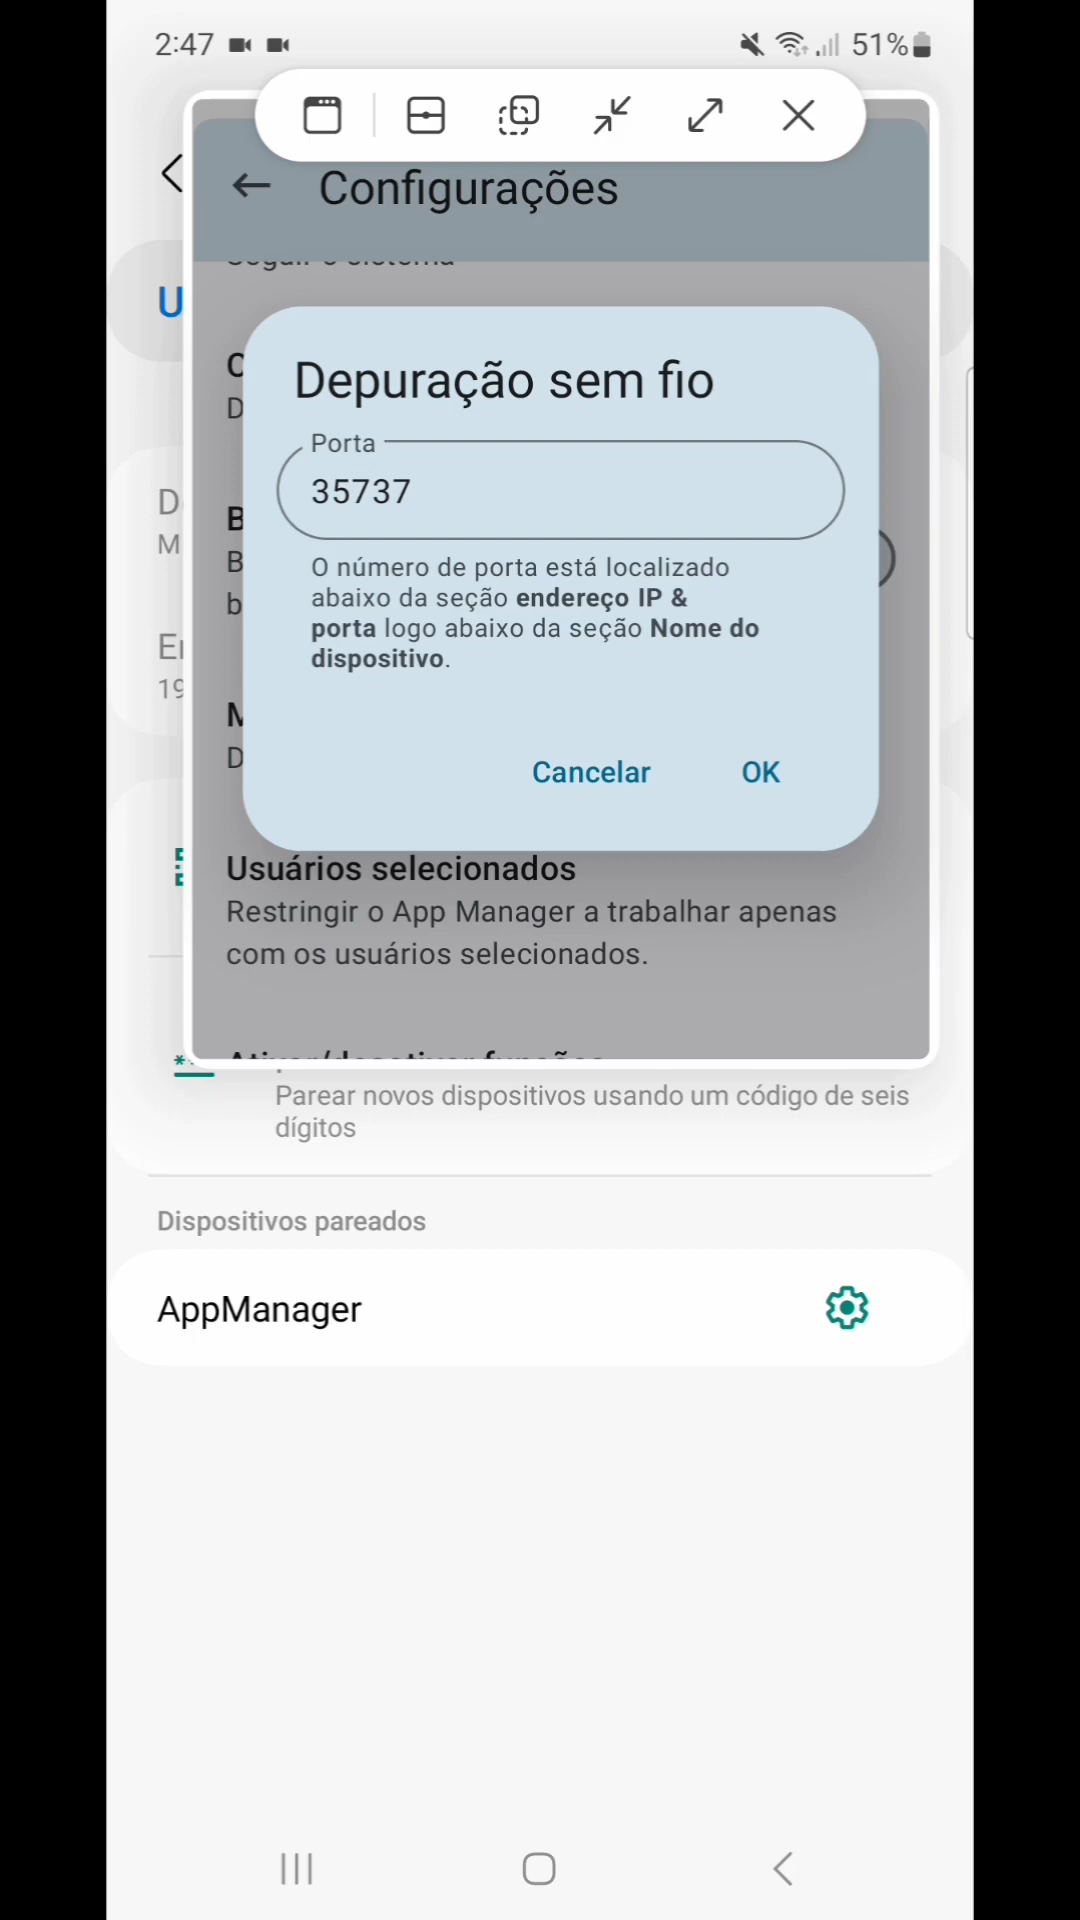 2:47
51%
Configurações
Depuração sem fio
Porta
35737
O número de porta está localizado
abaixo da seção endereço IP &
porta logo abaixo da seção Nome do
dispositivo.
Cancelar
OK
Usuários selecionados
Restringir o App Manager a trabalhar apenas
com os usuários selecionados.
Parear novos dispositivos usando um código de seis
dígitos
Dispositivos pareados
AppManager